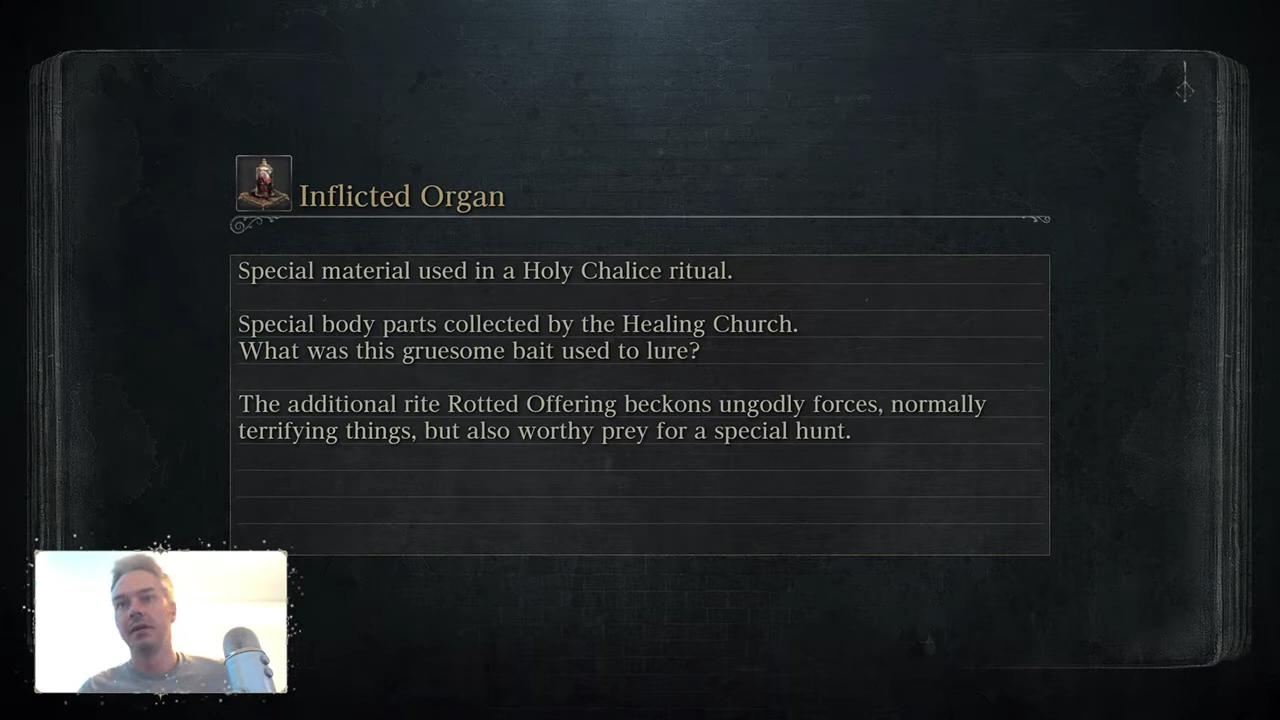 Inflicted Organ
Special material used in a Holy Chalice ritual.
Special body parts collected by the Healing Church.
What was this gruesome bait used to lure?
The additional rite Rotted Offering beckons ungodly forces, normally
terrifying things, but also worthy prey for a special hunt.